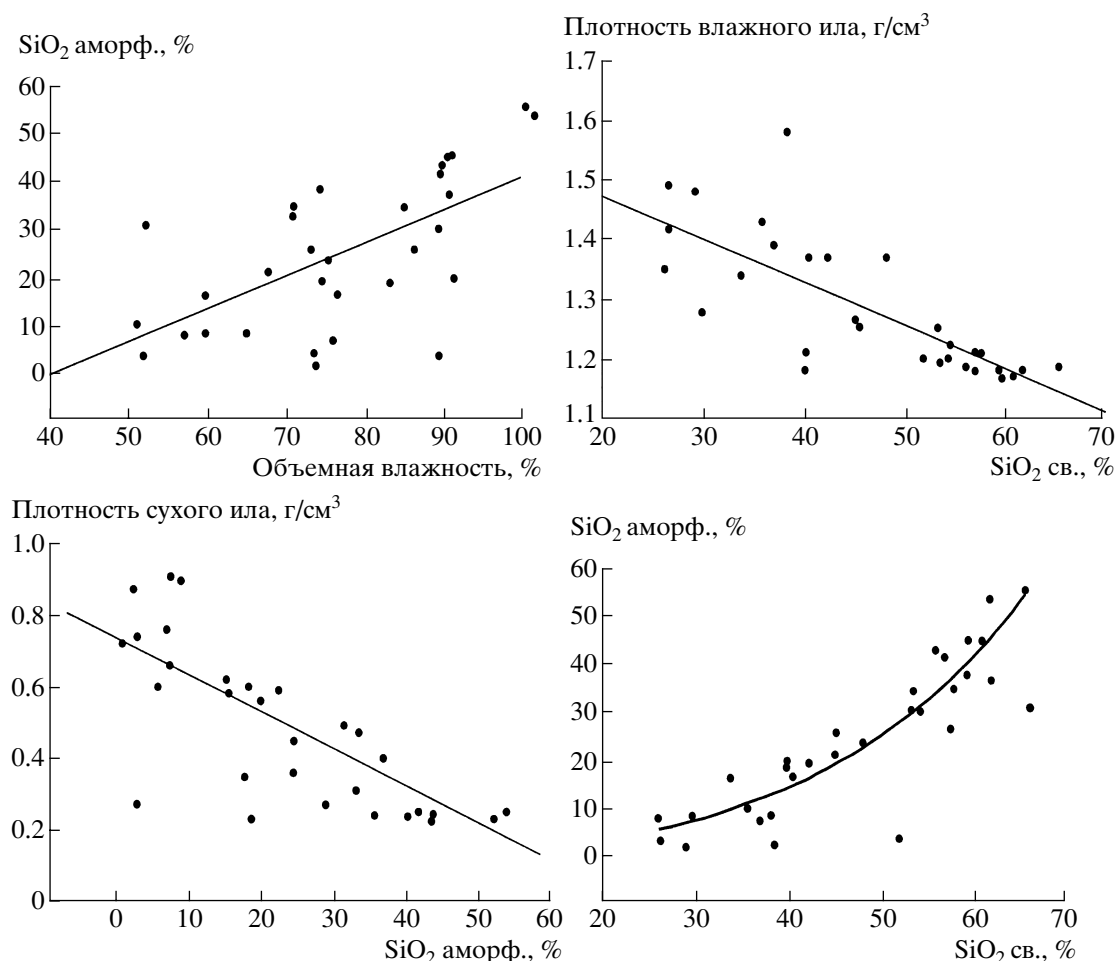 SiO₂ аморф., %
60
50
40
30
20
10
0
40 50 60 70 80 90 100
Объемная влажность, %
Плотность влажного ила, г/см³
1.7
1.6
1.5
1.4
1.3
1.2
1.1
20 30 40 50 60 70
SiO₂ св., %
Плотность сухого ила, г/см³
1.0
0.8
0.6
0.4
0.2
0
0 10 20 30 40 50 60
SiO₂ аморф., %
SiO₂ аморф., %
60
50
40
30
20
10
0
20 30 40 50 60 70
SiO₂ св., %